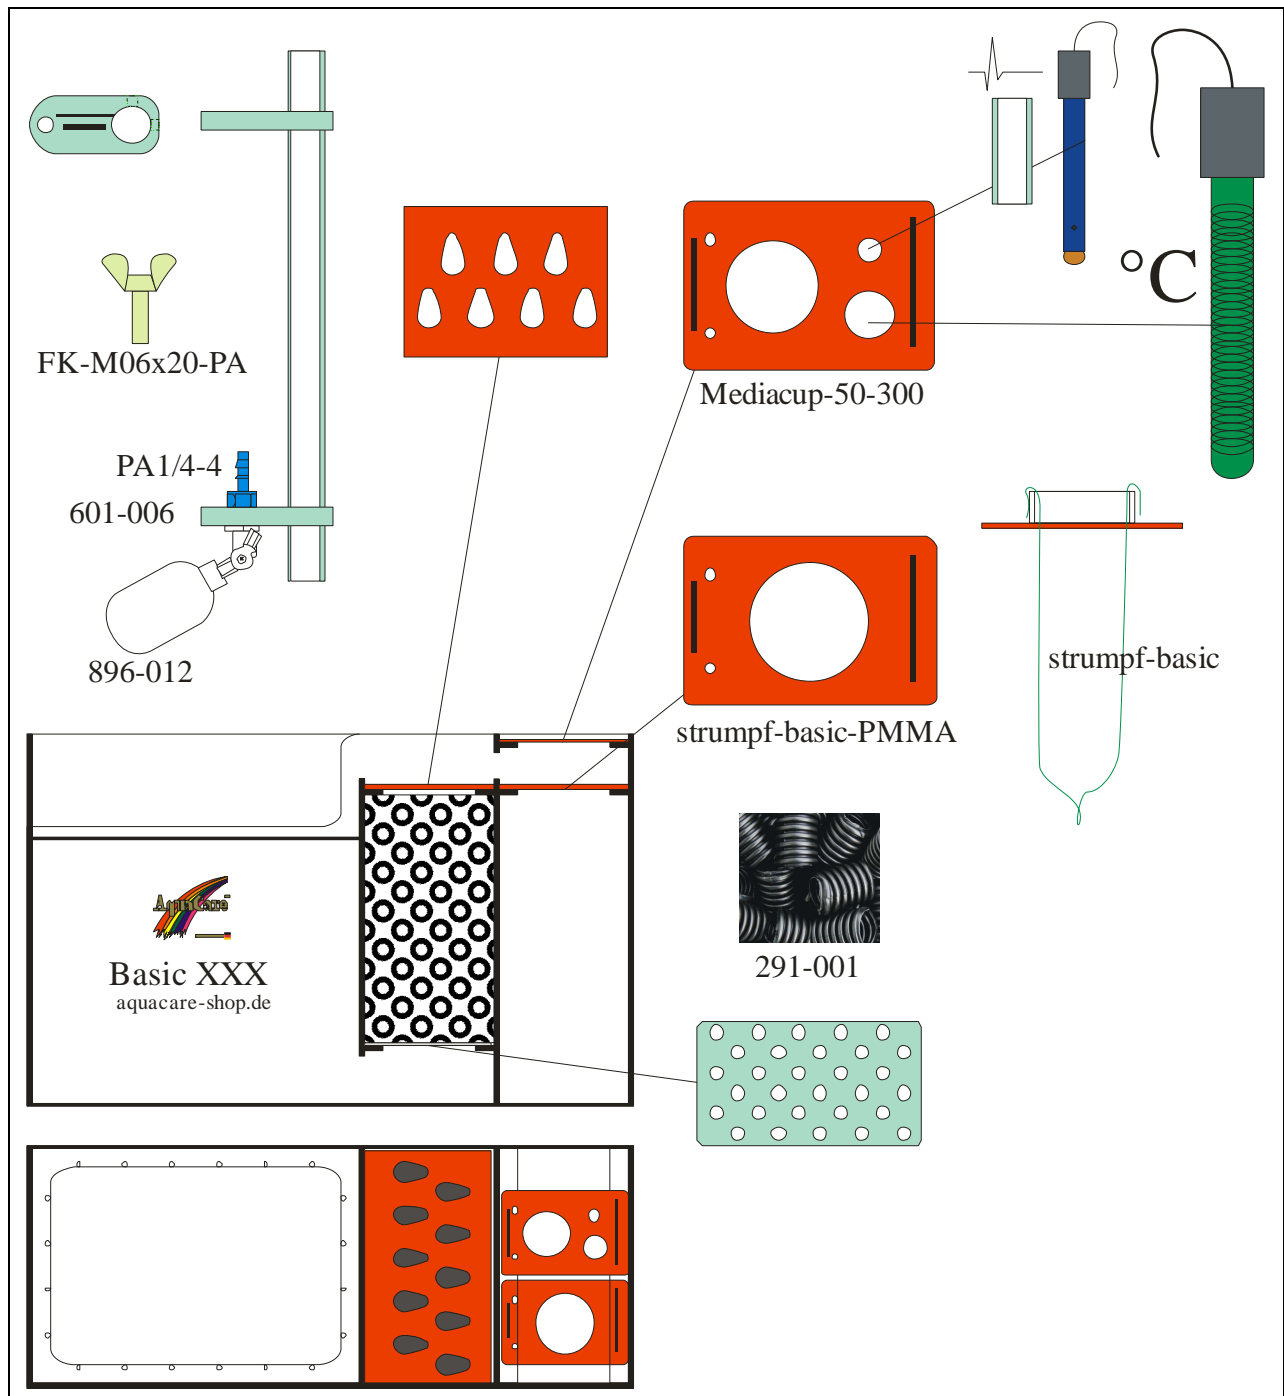 °C
FK-M06x20-PA
Mediacup-50-300
PA1/4-4
601-006
896-012
strumpf-basic
strumpf-basic-PMMA
AquaCare
Basic XXX
aquacare-shop.de
291-001